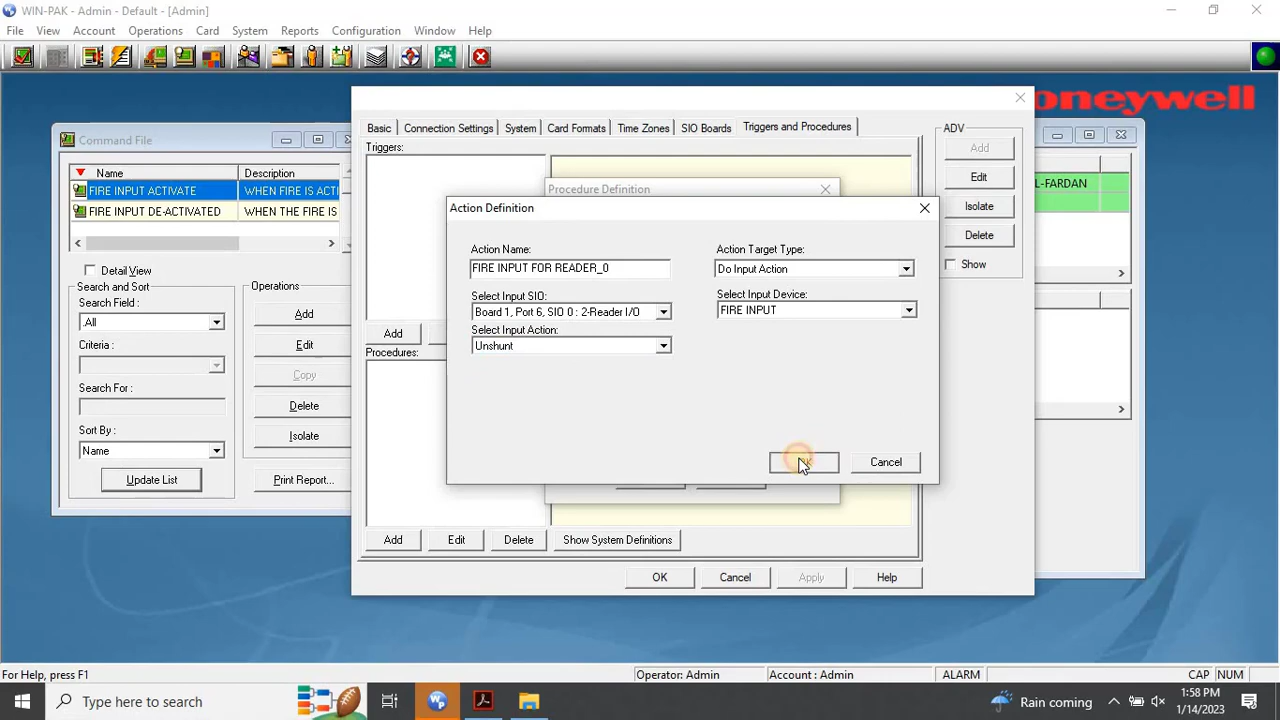 WIN-PAK - Admin - Default - [Admin]
File View Account Operations Card System Reports Configuration Window Help
oneywell
Command File
Name Description
FIRE INPUT ACTIVATE WHEN FIRE IS ACTI
FIRE INPUT DE-ACTIVATED WHEN THE FIRE IS
Detail View
Search and Sort
Search Field:
.All
Criteria :
Search For :
Sort By :
Name
Update List
Operations
Add
Edit
Copy
Delete
Isolate
Print Report...
Basic Connection Settings System Card Formats Time Zones SIO Boards Triggers and Procedures
Triggers:
Add
Procedures:
Procedure Definition
Action Definition
Action Name:
FIRE INPUT FOR READER_0
Action Target Type:
Do Input Action
Select Input SIO:
Board 1, Port 6, SIO 0 : 2-Reader I/O
Select Input Device:
FIRE INPUT
Select Input Action:
Unshunt
Cancel
Add Edit Delete Show System Definitions
OK Cancel Apply Help
ADV
Add
Edit
Isolate
Delete
Show
L-FARDAN
For Help, press F1
Operator: Admin Account : Admin ALARM CAP NUM
Type here to search
Rain coming
1:58 PM
1/14/2023